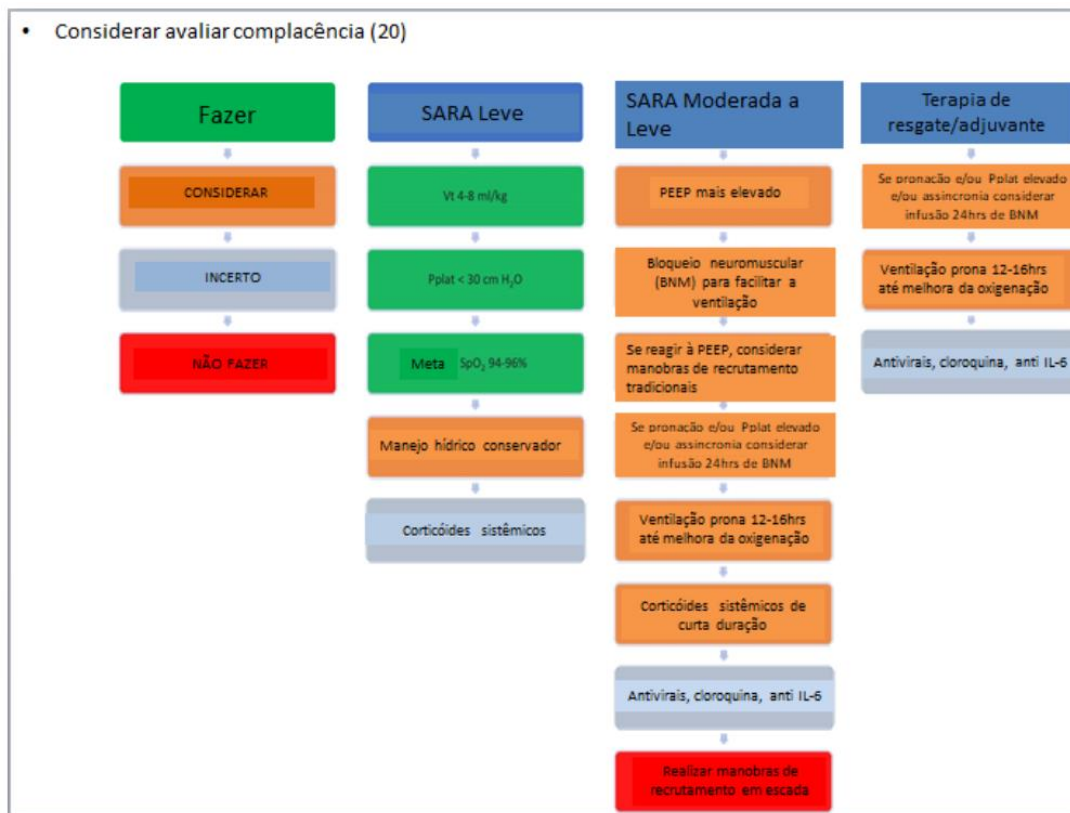 • Considerar avaliar complacência (20)
Fazer
CONSIDERAR
INCERTO
NÃO FAZER
SARA Leve
Vt 4-8 ml/kg
Pplat < 30 cm H₂O
Meta SpO₂ 94-96%
Manejo hídrico conservador
Corticóides sistêmicos
SARA Moderada a
Leve
PEEP mais elevado
Bloqueio neuromuscular
(BNM) para facilitar a
ventilação
Se reagir à PEEP, considerar
manobras de recrutamento
tradicionais
Se pronação e/ou Pplat elevado
e/ou assincronia considerar
infusão 24hrs de BNM
Ventilação prona 12-16hrs
até melhora da oxigenação
Corticóides sistêmicos de
curta duração
Antivirais, cloroquina, anti IL-6
Realizar manobras de
recrutamento em escada
Terapia de
resgate/adjuvante
Se pronação e/ou Pplat elevado
e/ou assincronia considerar
infusão 24hrs de BNM
Ventilação prona 12-16hrs
até melhora da oxigenação
Antivirais, cloroquina, anti IL-6